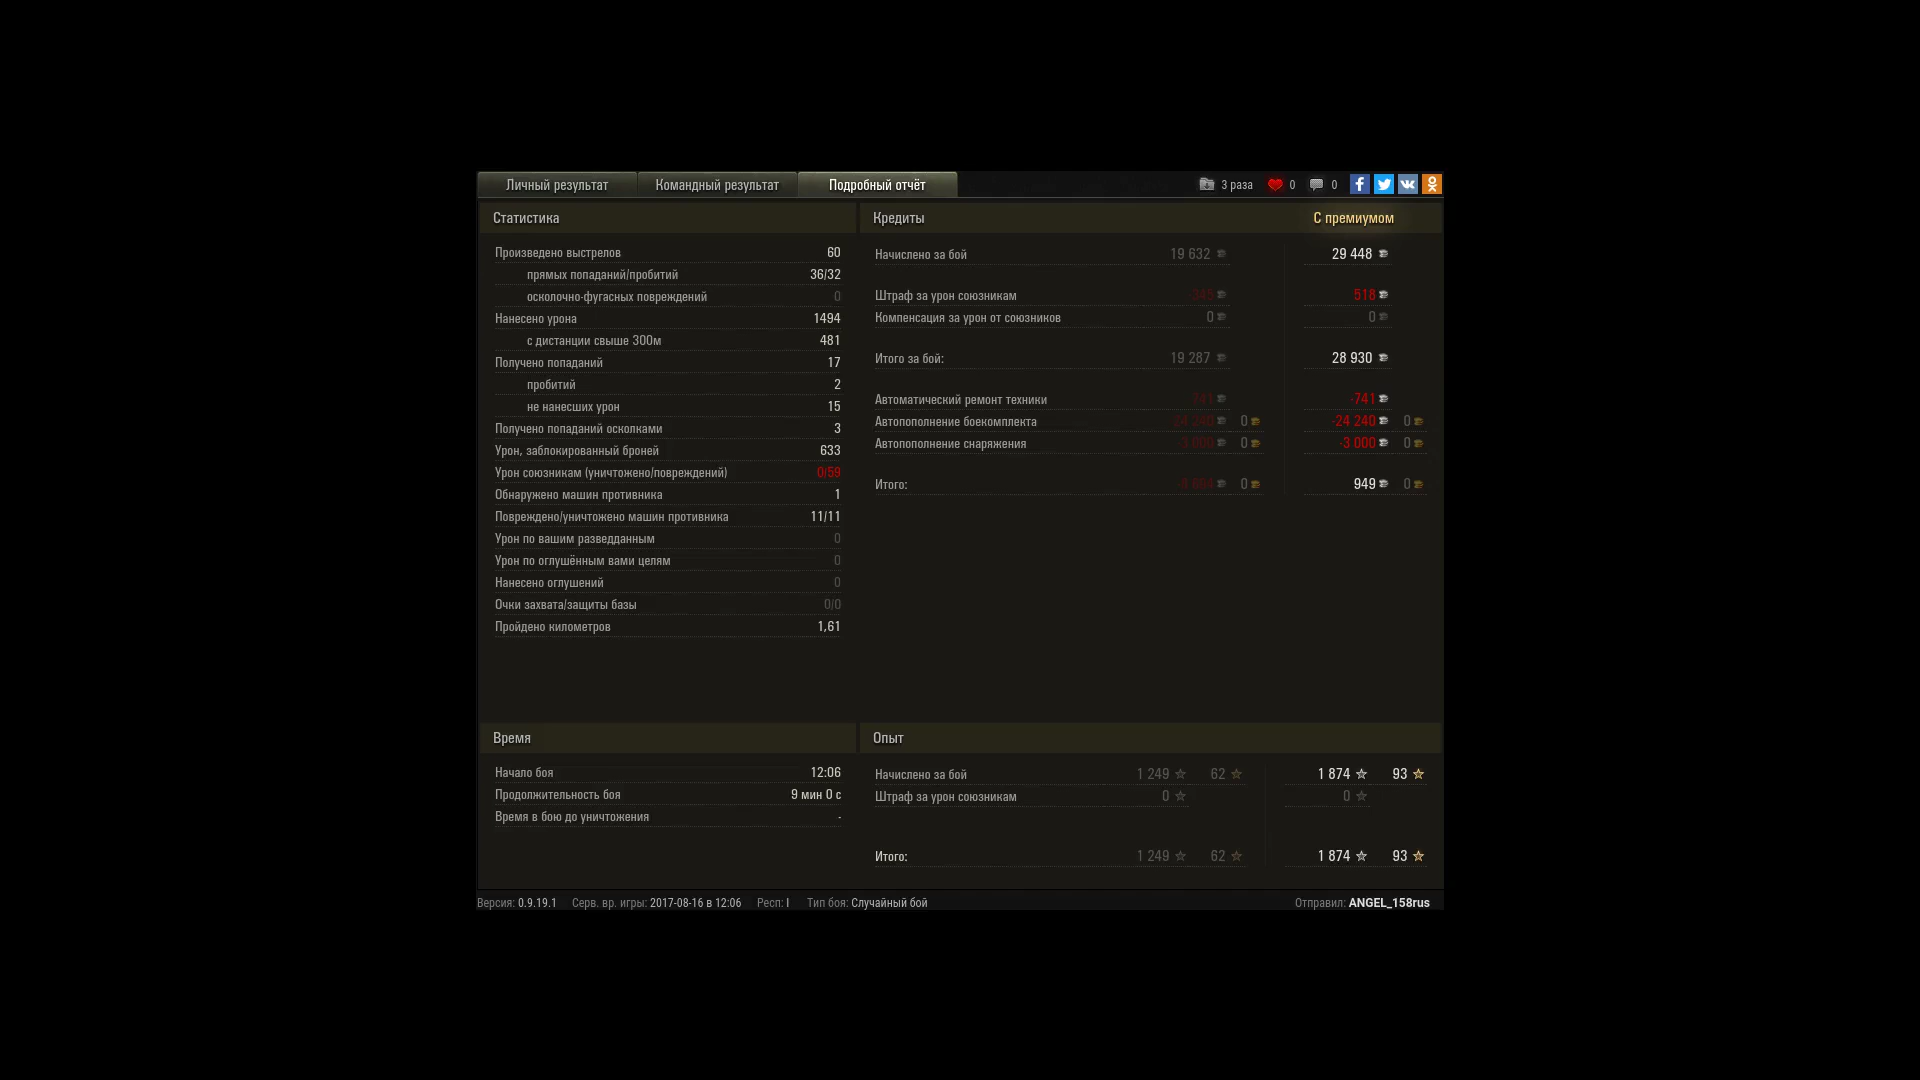 Личный результат Командный результат Подробный отчёт 3 раза 0 0
Статистика
Произведено выстрелов 60
прямых попаданий/пробитий 36/32
осколочно-фугасных повреждений 0
Нанесено урона 1494
с дистанции свыше 300м 481
Получено попаданий 17
пробитий 2
не нанесших урон 15
Получено попаданий осколками 3
Урон, заблокированный броней 633
Урон союзникам (уничтожено/повреждений) 0/59
Обнаружено машин противника 1
Повреждено/уничтожено машин противника 11/11
Урон по вашим разведданным 0
Урон по оглушённым вами целям 0
Нанесено оглушений 0
Очки захвата/защиты базы 0/0
Пройдено километров 1,61
Кредиты С премиумом
Начислено за бой 19 632 29 448
Штраф за урон союзникам -345 518
Компенсация за урон от союзников 0 0
Итого за бой: 19 287 28 930
Автоматический ремонт техники -741 -741
Автопополнение боекомплекта -24 240 0 -24 240 0
Автопополнение снаряжения -3 000 0 -3 000 0
Итого: 0 949 0
Время
Начало боя 12:06
Продолжительность боя 9 мин 0 с
Время в бою до уничтожения -
Опыт
Начислено за бой 1 249 62 1 874 93
Штраф за урон союзникам 0 0
Итого: 1 249 62 1 874 93
Версия: 0.9.19.1 Серв. вр. игры: 2017-08-16 в 12:06 Респ: I Тип боя: Случайный бой Отправил: ANGEL_158rus